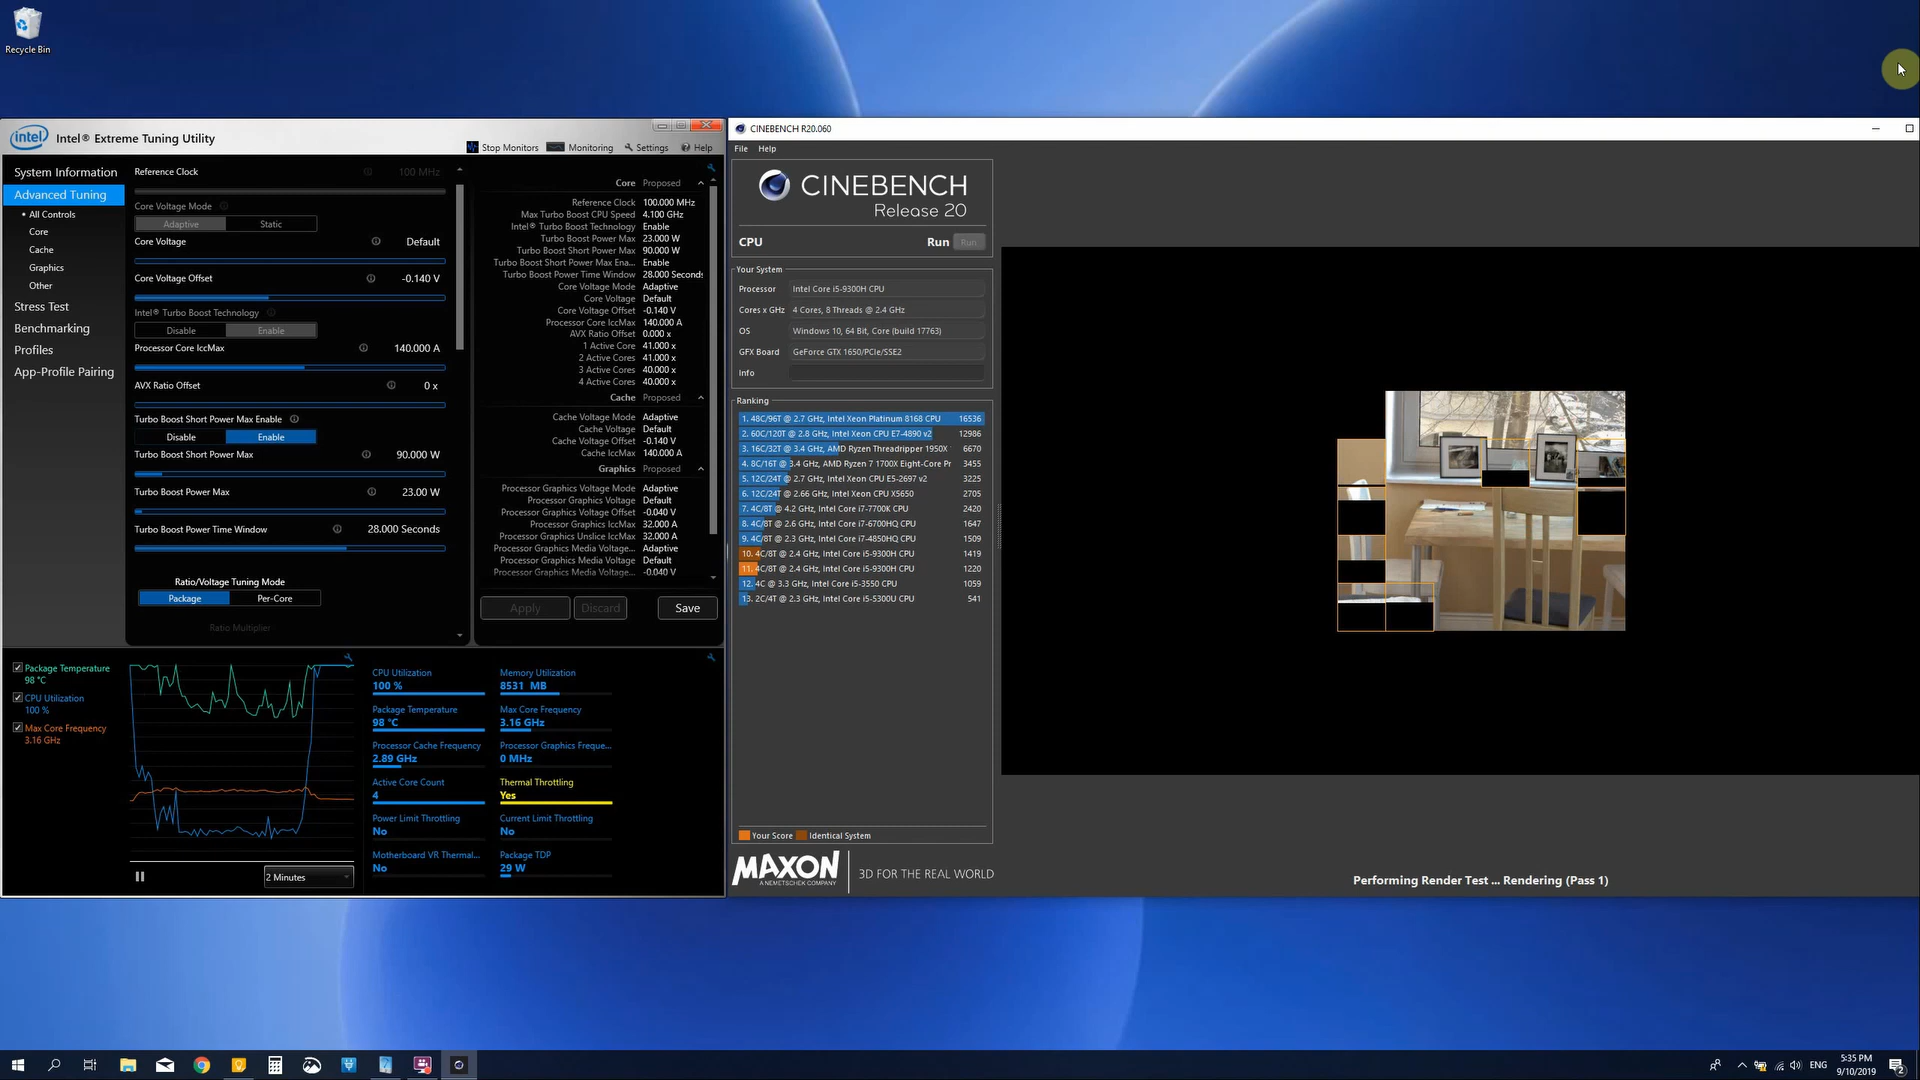 Recycle Bin
intel
Intel® Extreme Tuning Utility
Stop Monitors
Monitoring
Settings
Help
System Information
Advanced Tuning
All Controls
Core
Cache
Graphics
Other
Stress Test
Benchmarking
Profiles
App-Profile Pairing
Reference Clock 100 MHz
Core Voltage Mode
Adaptive Static
Core Voltage Default
Core Voltage Offset -0.140 V
Intel® Turbo Boost Technology
Disable Enable
Processor Core IccMax 140.000 A
AVX Ratio Offset 0 x
Turbo Boost Short Power Max Enable
Disable Enable
Turbo Boost Short Power Max 90.000 W
Turbo Boost Power Max 23.00 W
Turbo Boost Power Time Window 28.000 Seconds
Ratio/Voltage Tuning Mode
Package Per-Core
Ratio Multiplier
Core Proposed
Reference Clock 100.000 MHz
Max Turbo Boost CPU Speed 4.100 GHz
Intel® Turbo Boost Technology Enable
Turbo Boost Power Max 23.000 W
Turbo Boost Short Power Max 90.000 W
Turbo Boost Short Power Max Ena... Enable
Turbo Boost Power Time Window 28.000 Seconds
Core Voltage Mode Adaptive
Core Voltage Default
Core Voltage Offset -0.140 V
Processor Core IccMax 140.000 A
AVX Ratio Offset 0.000 x
1 Active Core 41.000 x
2 Active Cores 41.000 x
3 Active Cores 40.000 x
4 Active Cores 40.000 x
Cache Proposed
Cache Voltage Mode Adaptive
Cache Voltage Default
Cache Voltage Offset -0.140 V
Cache IccMax 140.000 A
Graphics Proposed
Processor Graphics Voltage Mode Adaptive
Processor Graphics Voltage Default
Processor Graphics Voltage Offset -0.040 V
Processor Graphics IccMax 32.000 A
Processor Graphics Unslice IccMax 32.000 A
Processor Graphics Media Voltage... Adaptive
Processor Graphics Media Voltage Default
Processor Graphics Media Voltage... -0.040 V
Apply Discard Save
Package Temperature
98 °C
CPU Utilization
100 %
Max Core Frequency
3.16 GHz
2 Minutes
CPU Utilization
100 %
Memory Utilization
8531 MB
Package Temperature
98 °C
Max Core Frequency
3.16 GHz
Processor Cache Frequency
2.89 GHz
Processor Graphics Freque...
0 MHz
Active Core Count
4
Thermal Throttling
Yes
Power Limit Throttling
No
Current Limit Throttling
No
Motherboard VR Thermal...
No
Package TDP
29 W
CINEBENCH R20.060
File Help
CINEBENCH
Release 20
CPU Run Run
Your System
Processor Intel Core i5-9300H CPU
Cores x GHz 4 Cores, 8 Threads @ 2.4 GHz
OS Windows 10, 64 Bit, Core (build 17763)
GFX Board GeForce GTX 1650/PCIe/SSE2
Info
Ranking
1. 48C/96T @ 2.7 GHz, Intel Xeon Platinum 8168 CPU 16536
2. 60C/120T @ 2.8 GHz, Intel Xeon CPU E7-4890 v2 12986
3. 16C/32T @ 3.4 GHz, AMD Ryzen Threadripper 1950X 6670
4. 8C/16T @ 3.4 GHz, AMD Ryzen 7 1700X Eight-Core Pr 3455
5. 12C/24T @ 2.7 GHz, Intel Xeon CPU E5-2697 v2 3225
6. 12C/24T @ 2.66 GHz, Intel Xeon CPU X5650 2705
7. 4C/8T @ 4.2 GHz, Intel Core i7-7700K CPU 2420
8. 4C/8T @ 2.6 GHz, Intel Core i7-6700HQ CPU 1647
9. 4C/8T @ 2.3 GHz, Intel Core i7-4850HQ CPU 1509
10. 4C/8T @ 2.4 GHz, Intel Core i5-9300H CPU 1419
11. 4C/8T @ 2.4 GHz, Intel Core i5-9300H CPU 1220
12. 4C @ 3.3 GHz, Intel Core i5-3550 CPU 1059
13. 2C/4T @ 2.3 GHz, Intel Core i5-5300U CPU 541
Your Score Identical System
MAXON
A NEMETSCHEK COMPANY
3D FOR THE REAL WORLD
Performing Render Test ... Rendering (Pass 1)
ENG
5:35 PM
9/10/2019
2